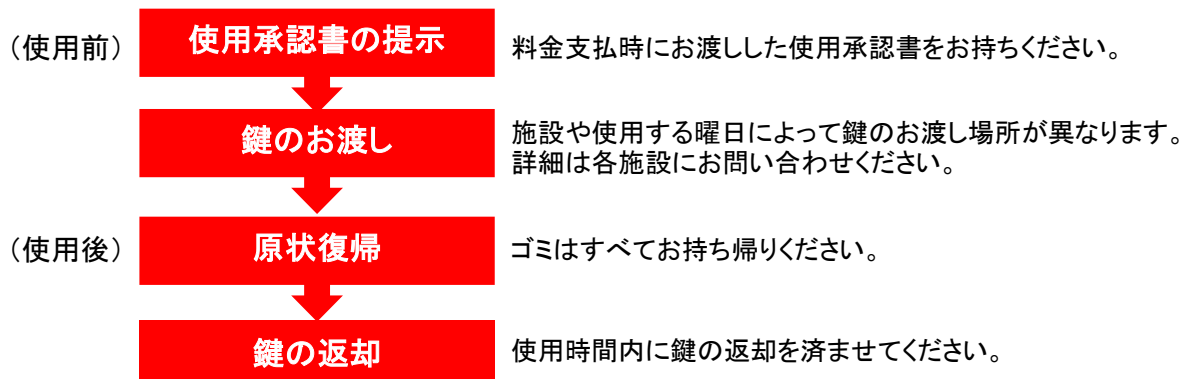 （使用前）
使用承認書の提示
料金支払時にお渡しした使用承認書をお持ちください。
鍵のお渡し
施設や使用する曜日によって鍵のお渡し場所が異なります。
詳細は各施設にお問い合わせください。
（使用後）
原状復帰
ゴミはすべてお持ち帰りください。
鍵の返却
使用時間内に鍵の返却を済ませてください。